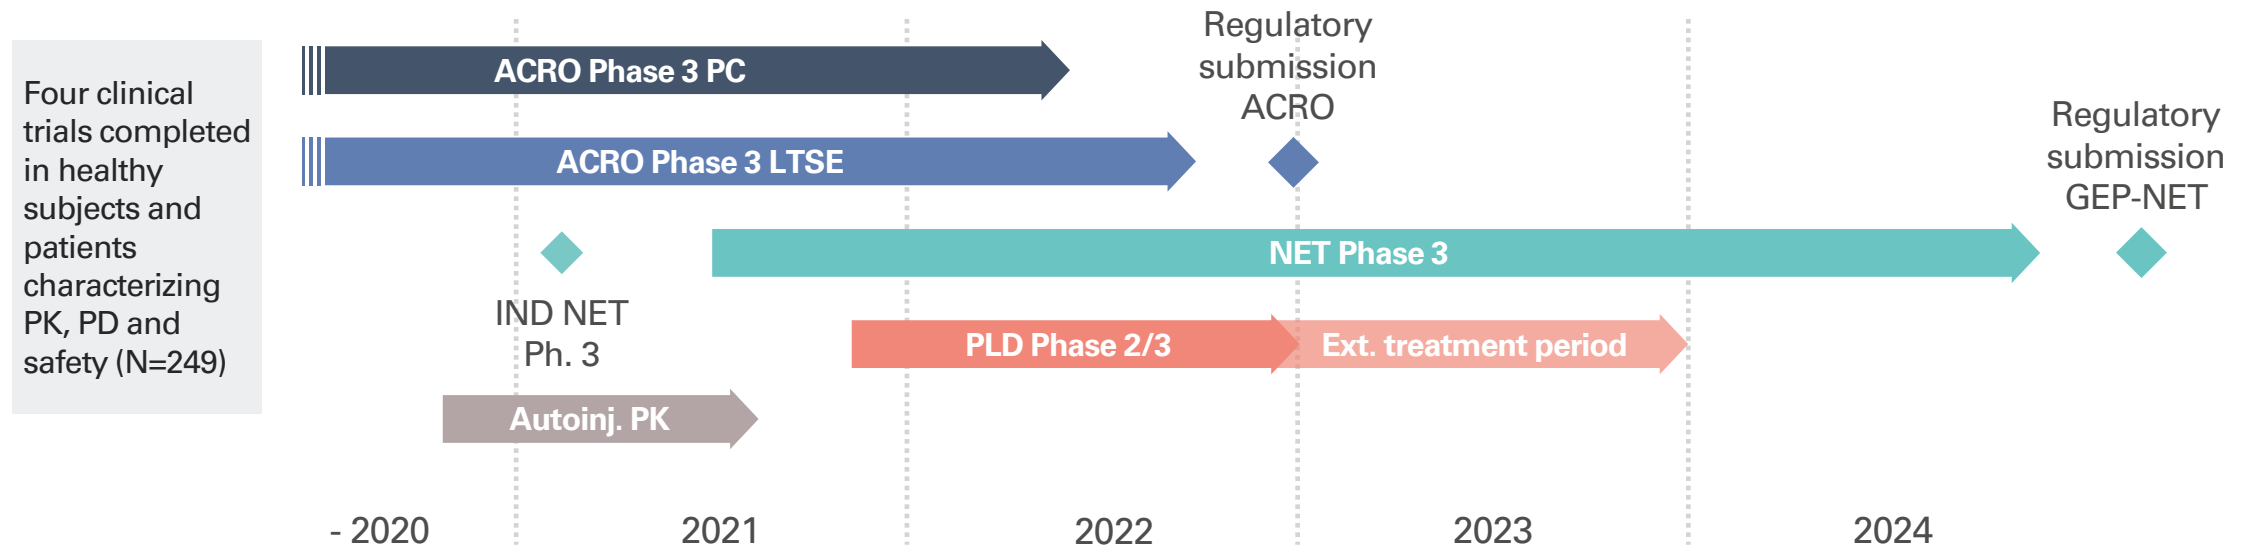 Four clinical
trials completed
in healthy
subjects and
patients
characterizing
PK, PD and
safety (N=249)
ACRO Phase 3 PC
Regulatory
submission
ACRO
ACRO Phase 3 LTSE
Regulatory
submission
GEP-NET
NET Phase 3
IND NET
Ph. 3
PLD Phase 2/3
Ext. treatment period
Autoinj. PK
- 2020
2021
2022
2023
2024